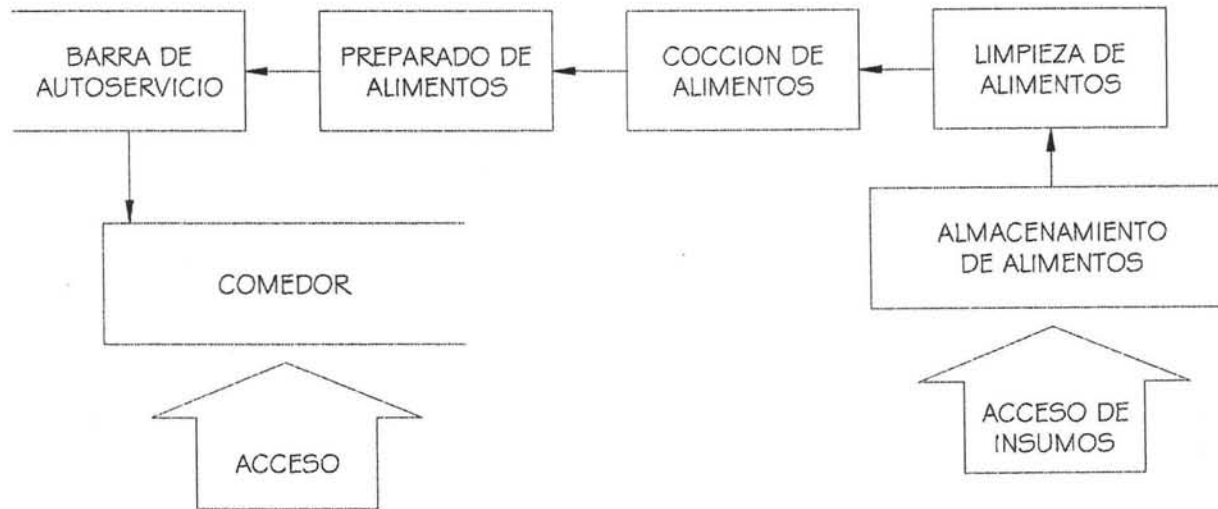 BARRA DE
AUTOSERVICIO
PREPARADO DE
ALIMENTOS
COCCION DE
ALIMENTOS
LIMPIEZA DE
ALIMENTOS
ALMACENAMIENTO
DE ALIMENTOS
COMEDOR
ACCESO DE
INSUMOS
ACCESO